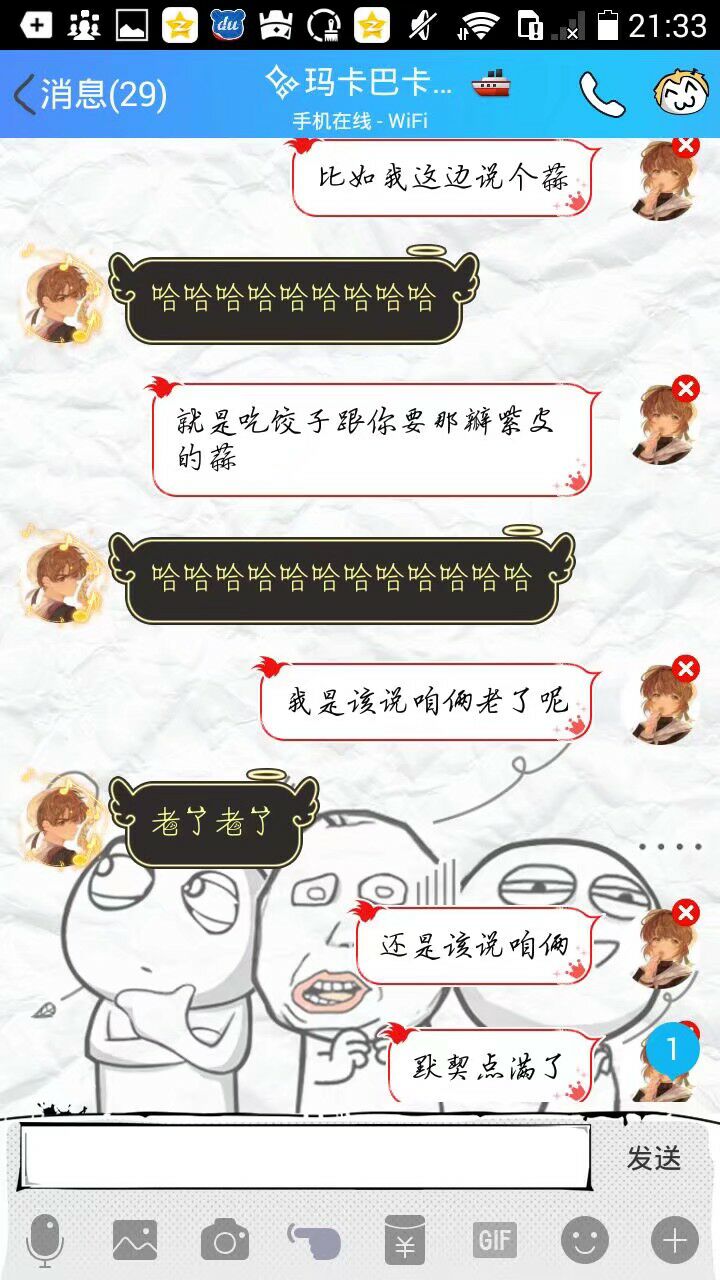 21:33
消息(29)
玛卡巴卡...
手机在线 - WiFi
比如我这边说个蒜
哈哈哈哈哈哈哈哈哈
就是吃饺子跟你要那瓣紫皮
的蒜
哈哈哈哈哈哈哈哈哈哈哈哈
我是该说咱俩老了呢
老了老了
还是该说咱俩
默契点满了
1
发送
GIF